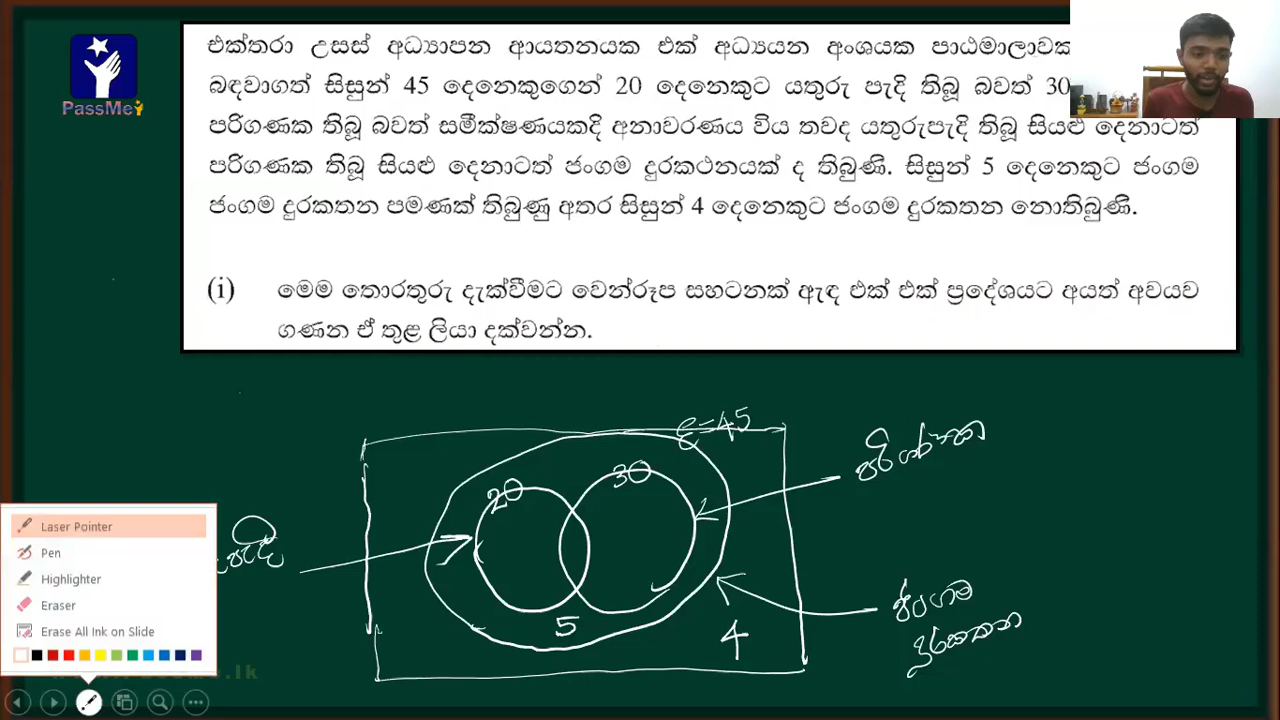 එක්තරා උසස් අධ්‍යාපන ආයතනයක එක් අධ්‍යයන අංශයක පාඨමාලාවක
බඳවාගත් සිසුන් 45 දෙනෙකුගෙන් 20 දෙනෙකුට යතුරු පැදි තිබූ බවත් 30
පරිගණක තිබූ බවත් සමීක්ෂණයකදි අනාවරණය විය තවද යතුරුපැදි තිබූ සියළු දෙනාටත්
පරිගණක තිබූ සියළු දෙනාටත් ජංගම දුරකථනයක් ද තිබුණි. සිසුන් 5 දෙනෙකුට ජංගම
ජංගම දුරකතන පමණක් තිබුණු අතර සිසුන් 4 දෙනෙකුට ජංගම දුරකතන නොතිබුණි.
(i) මෙම තොරතුරු දැක්වීමට වෙන්රූප සහටනක් ඇඳ එක් එක් ප්‍රදේශයට අයත් අවයව
ගණන ඒ තුළ ලියා දක්වන්න.
PassMe
ε=45
20
30
5
4
පරිගණක
පැදි
ජංගම
දුරකතන
Laser Pointer
Pen
Highlighter
Eraser
Erase All Ink on Slide